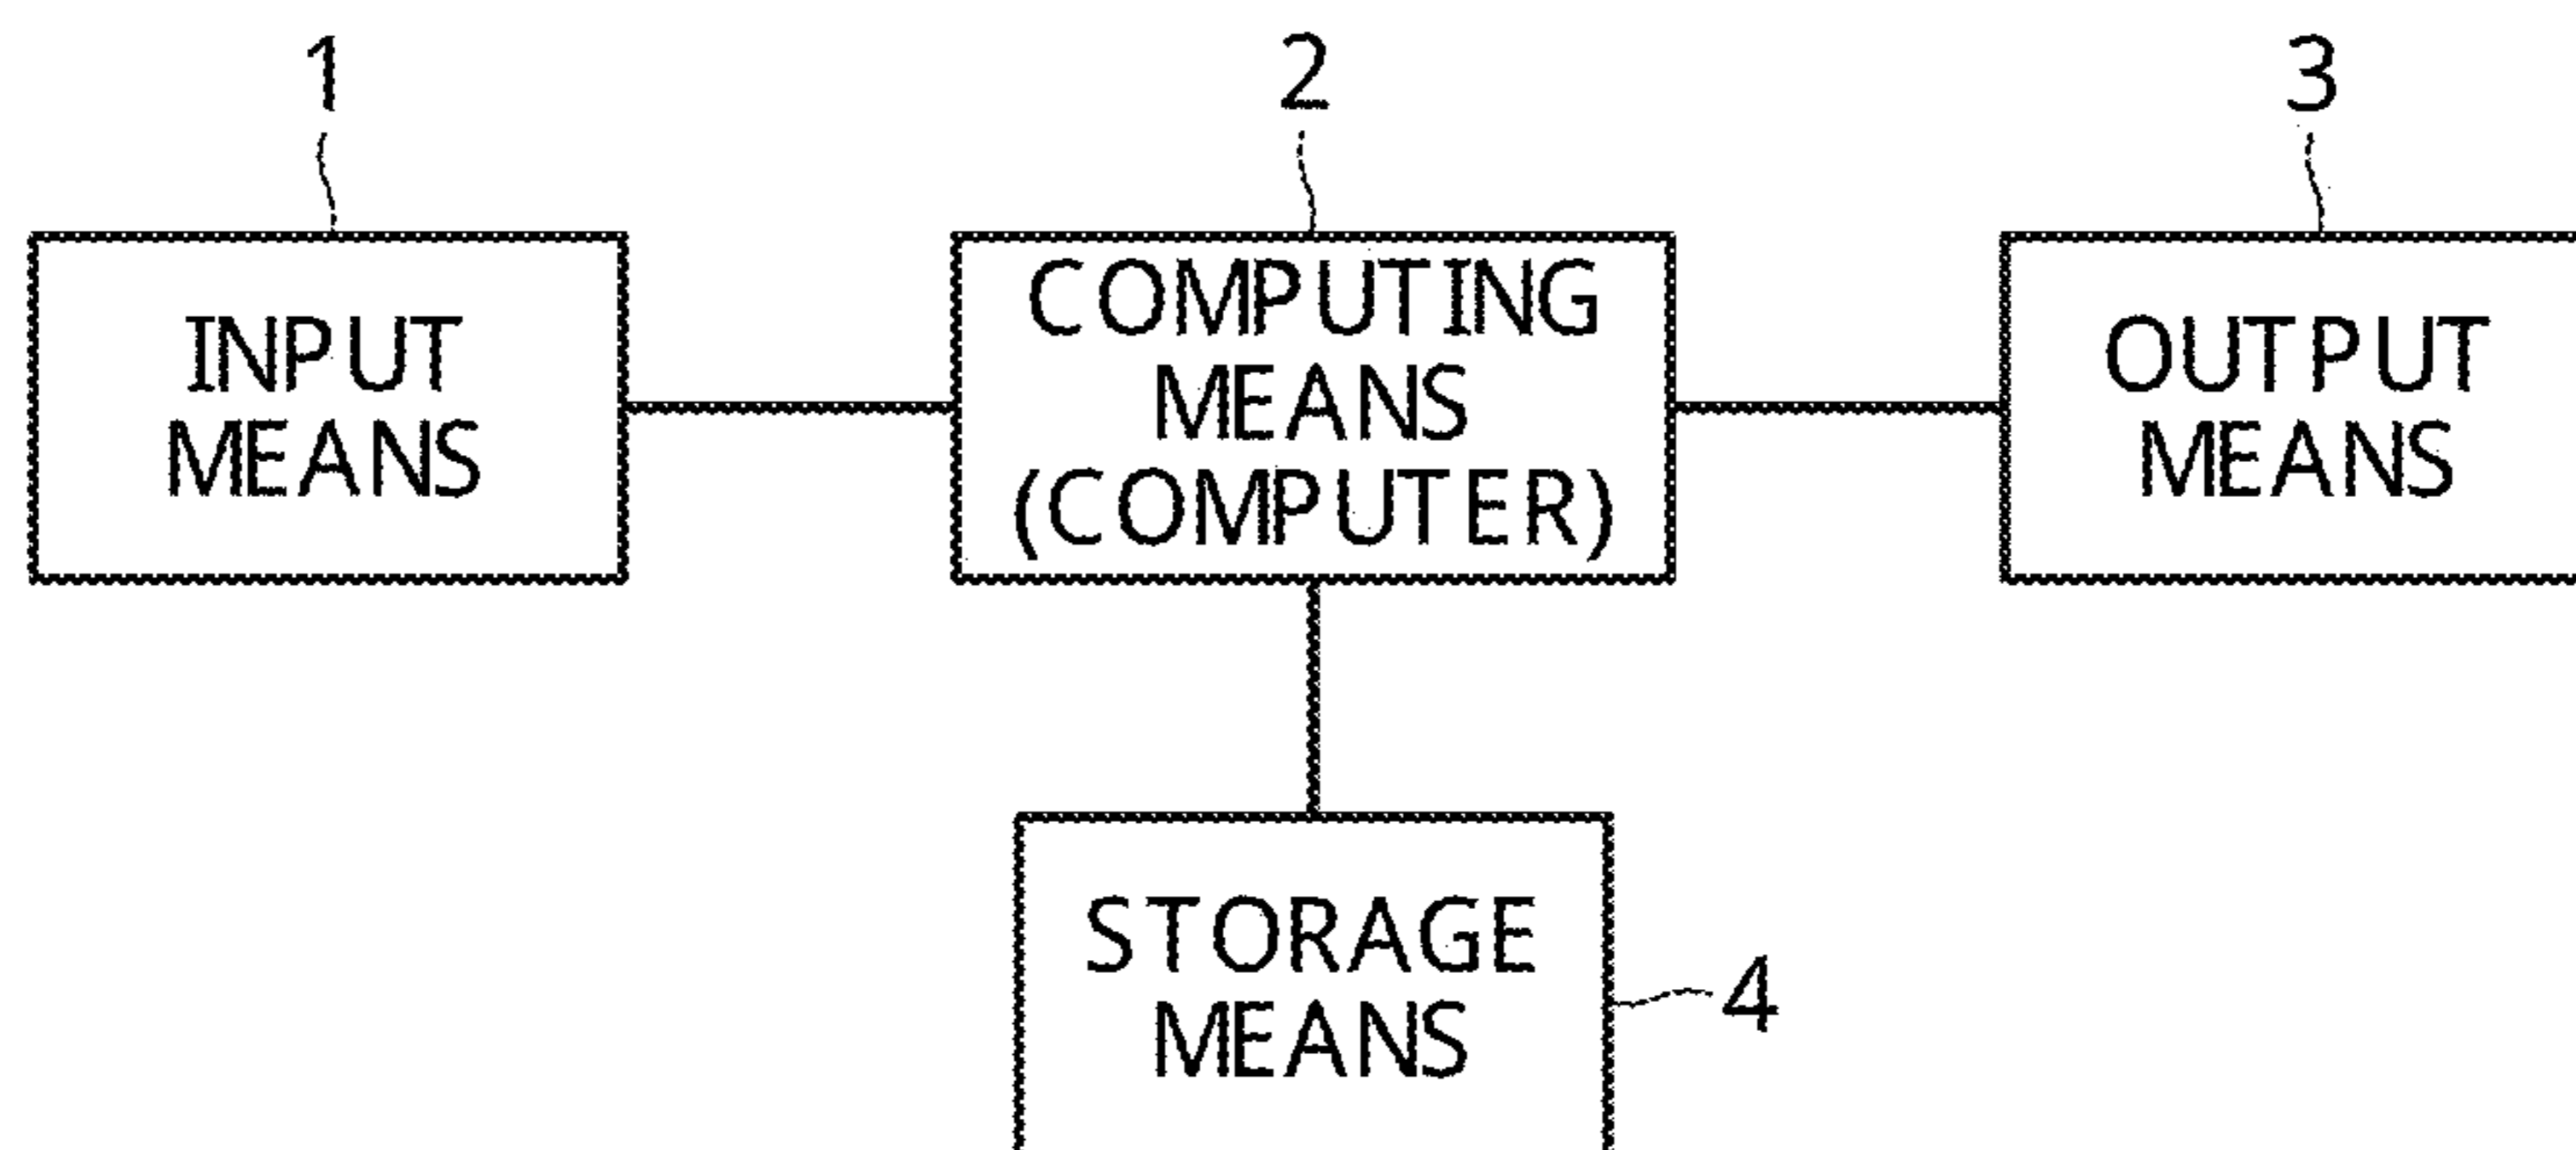 1
2
3
INPUT
MEANS
COMPUTING
MEANS
(COMPUTER)
OUTPUT
MEANS
STORAGE
MEANS
4